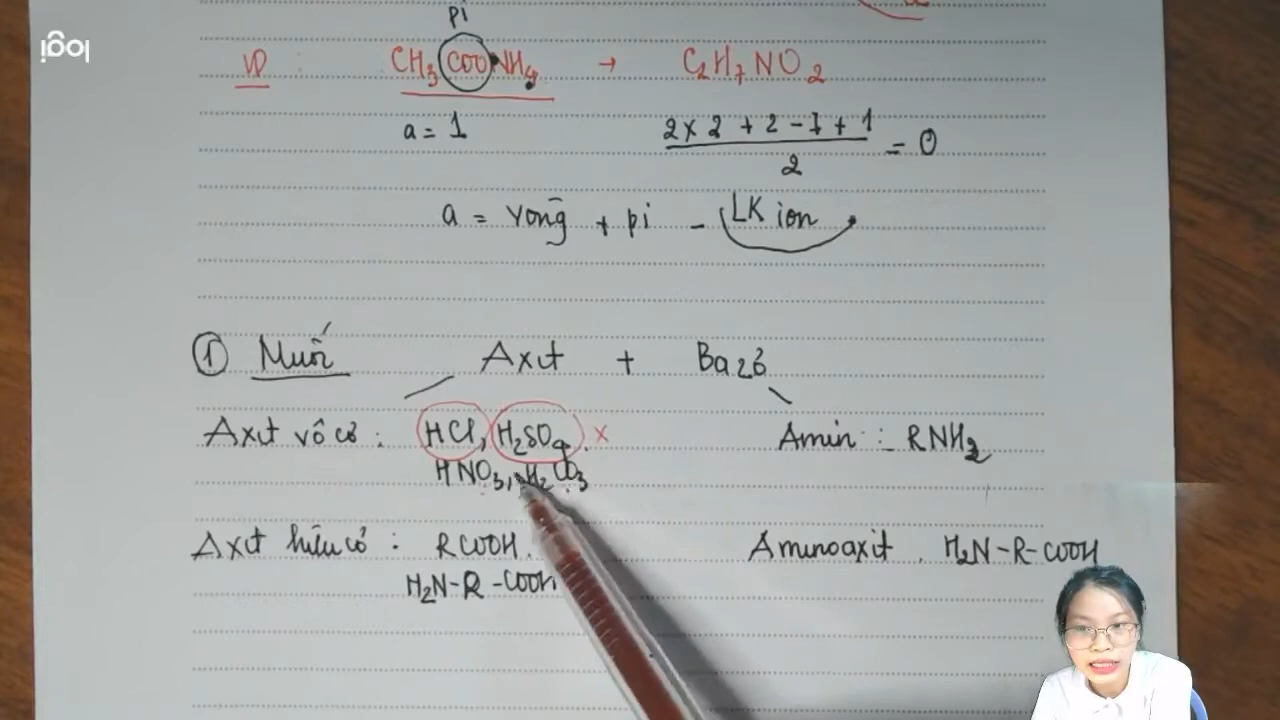 logi
pi
VD : CH3COONH4 → C2H7NO2
a = 1
2x2 + 2 - 7 + 1 / 2 = 0
a = vòng + pi - LK ion
① Muối Axit + Bazơ
Axit vô cơ : HCl, H2SO4. x Amin : RNH2
HNO3, H2CO3
Axit hữu cơ : RCOOH. Aminoaxit. H2N-R-COOH
H2N-R-COOH